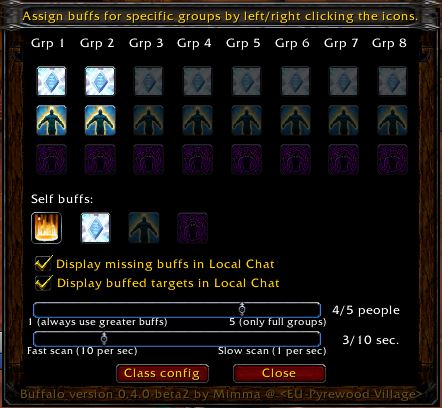 Assign buffs for specific groups by left/right clicking the icons.
Grp 1 Grp 2 Grp 3 Grp 4 Grp 5 Grp 6 Grp 7 Grp 8
Self buffs:
Display missing buffs in Local Chat
Display buffed targets in Local Chat
4/5 people
1 (always use greater buffs) 5 (only full groups)
3/10 sec.
Fast scan (10 per sec) Slow scan (1 per sec)
Class config Close
Buffalo version 0.4.0-beta2 by Mimma @ <EU-Pyrewood Village>